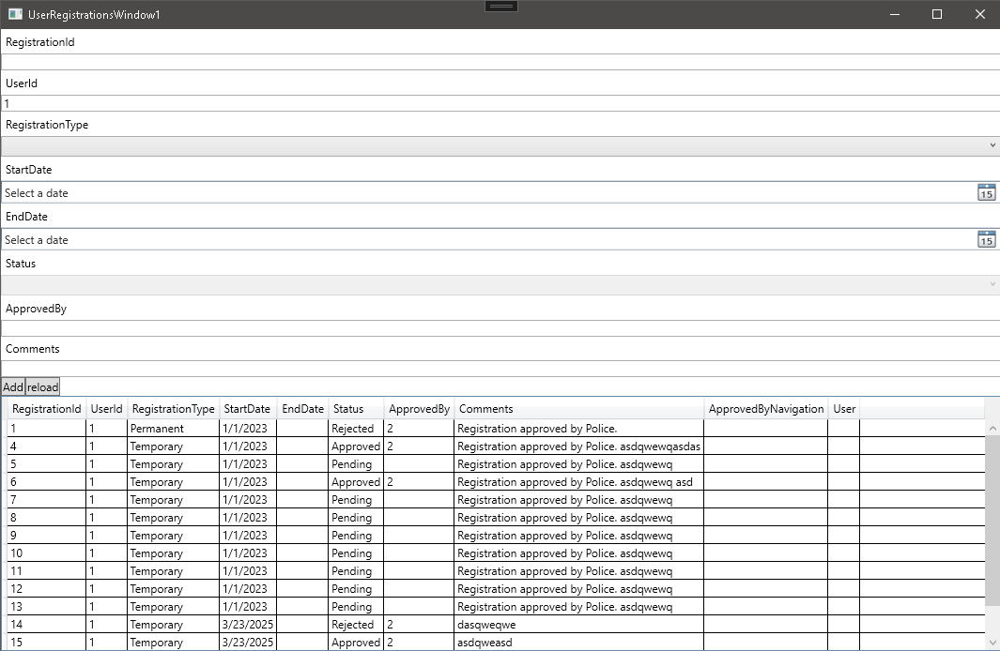 UserRegistrationsWindow1
RegistrationId
UserId
1
RegistrationType
StartDate
Select a date 15
EndDate
Select a date 15
Status
ApprovedBy
Comments
Add reload
RegistrationId UserId RegistrationType StartDate EndDate Status ApprovedBy Comments ApprovedByNavigation User
1 1 Permanent 1/1/2023 Rejected 2 Registration approved by Police.
4 1 Temporary 1/1/2023 Approved 2 Registration approved by Police. asdqwewqasdas
5 1 Temporary 1/1/2023 Pending Registration approved by Police. asdqwewq
6 1 Temporary 1/1/2023 Approved 2 Registration approved by Police. asdqwewq asd
7 1 Temporary 1/1/2023 Pending Registration approved by Police. asdqwewq
8 1 Temporary 1/1/2023 Pending Registration approved by Police. asdqwewq
9 1 Temporary 1/1/2023 Pending Registration approved by Police. asdqwewq
10 1 Temporary 1/1/2023 Pending Registration approved by Police. asdqwewq
11 1 Temporary 1/1/2023 Pending Registration approved by Police. asdqwewq
12 1 Temporary 1/1/2023 Pending Registration approved by Police. asdqwewq
13 1 Temporary 1/1/2023 Pending Registration approved by Police. asdqwewq
14 1 Temporary 3/23/2025 Rejected 2 dasqweqwe
15 1 Temporary 3/23/2025 Approved 2 asdqweasd